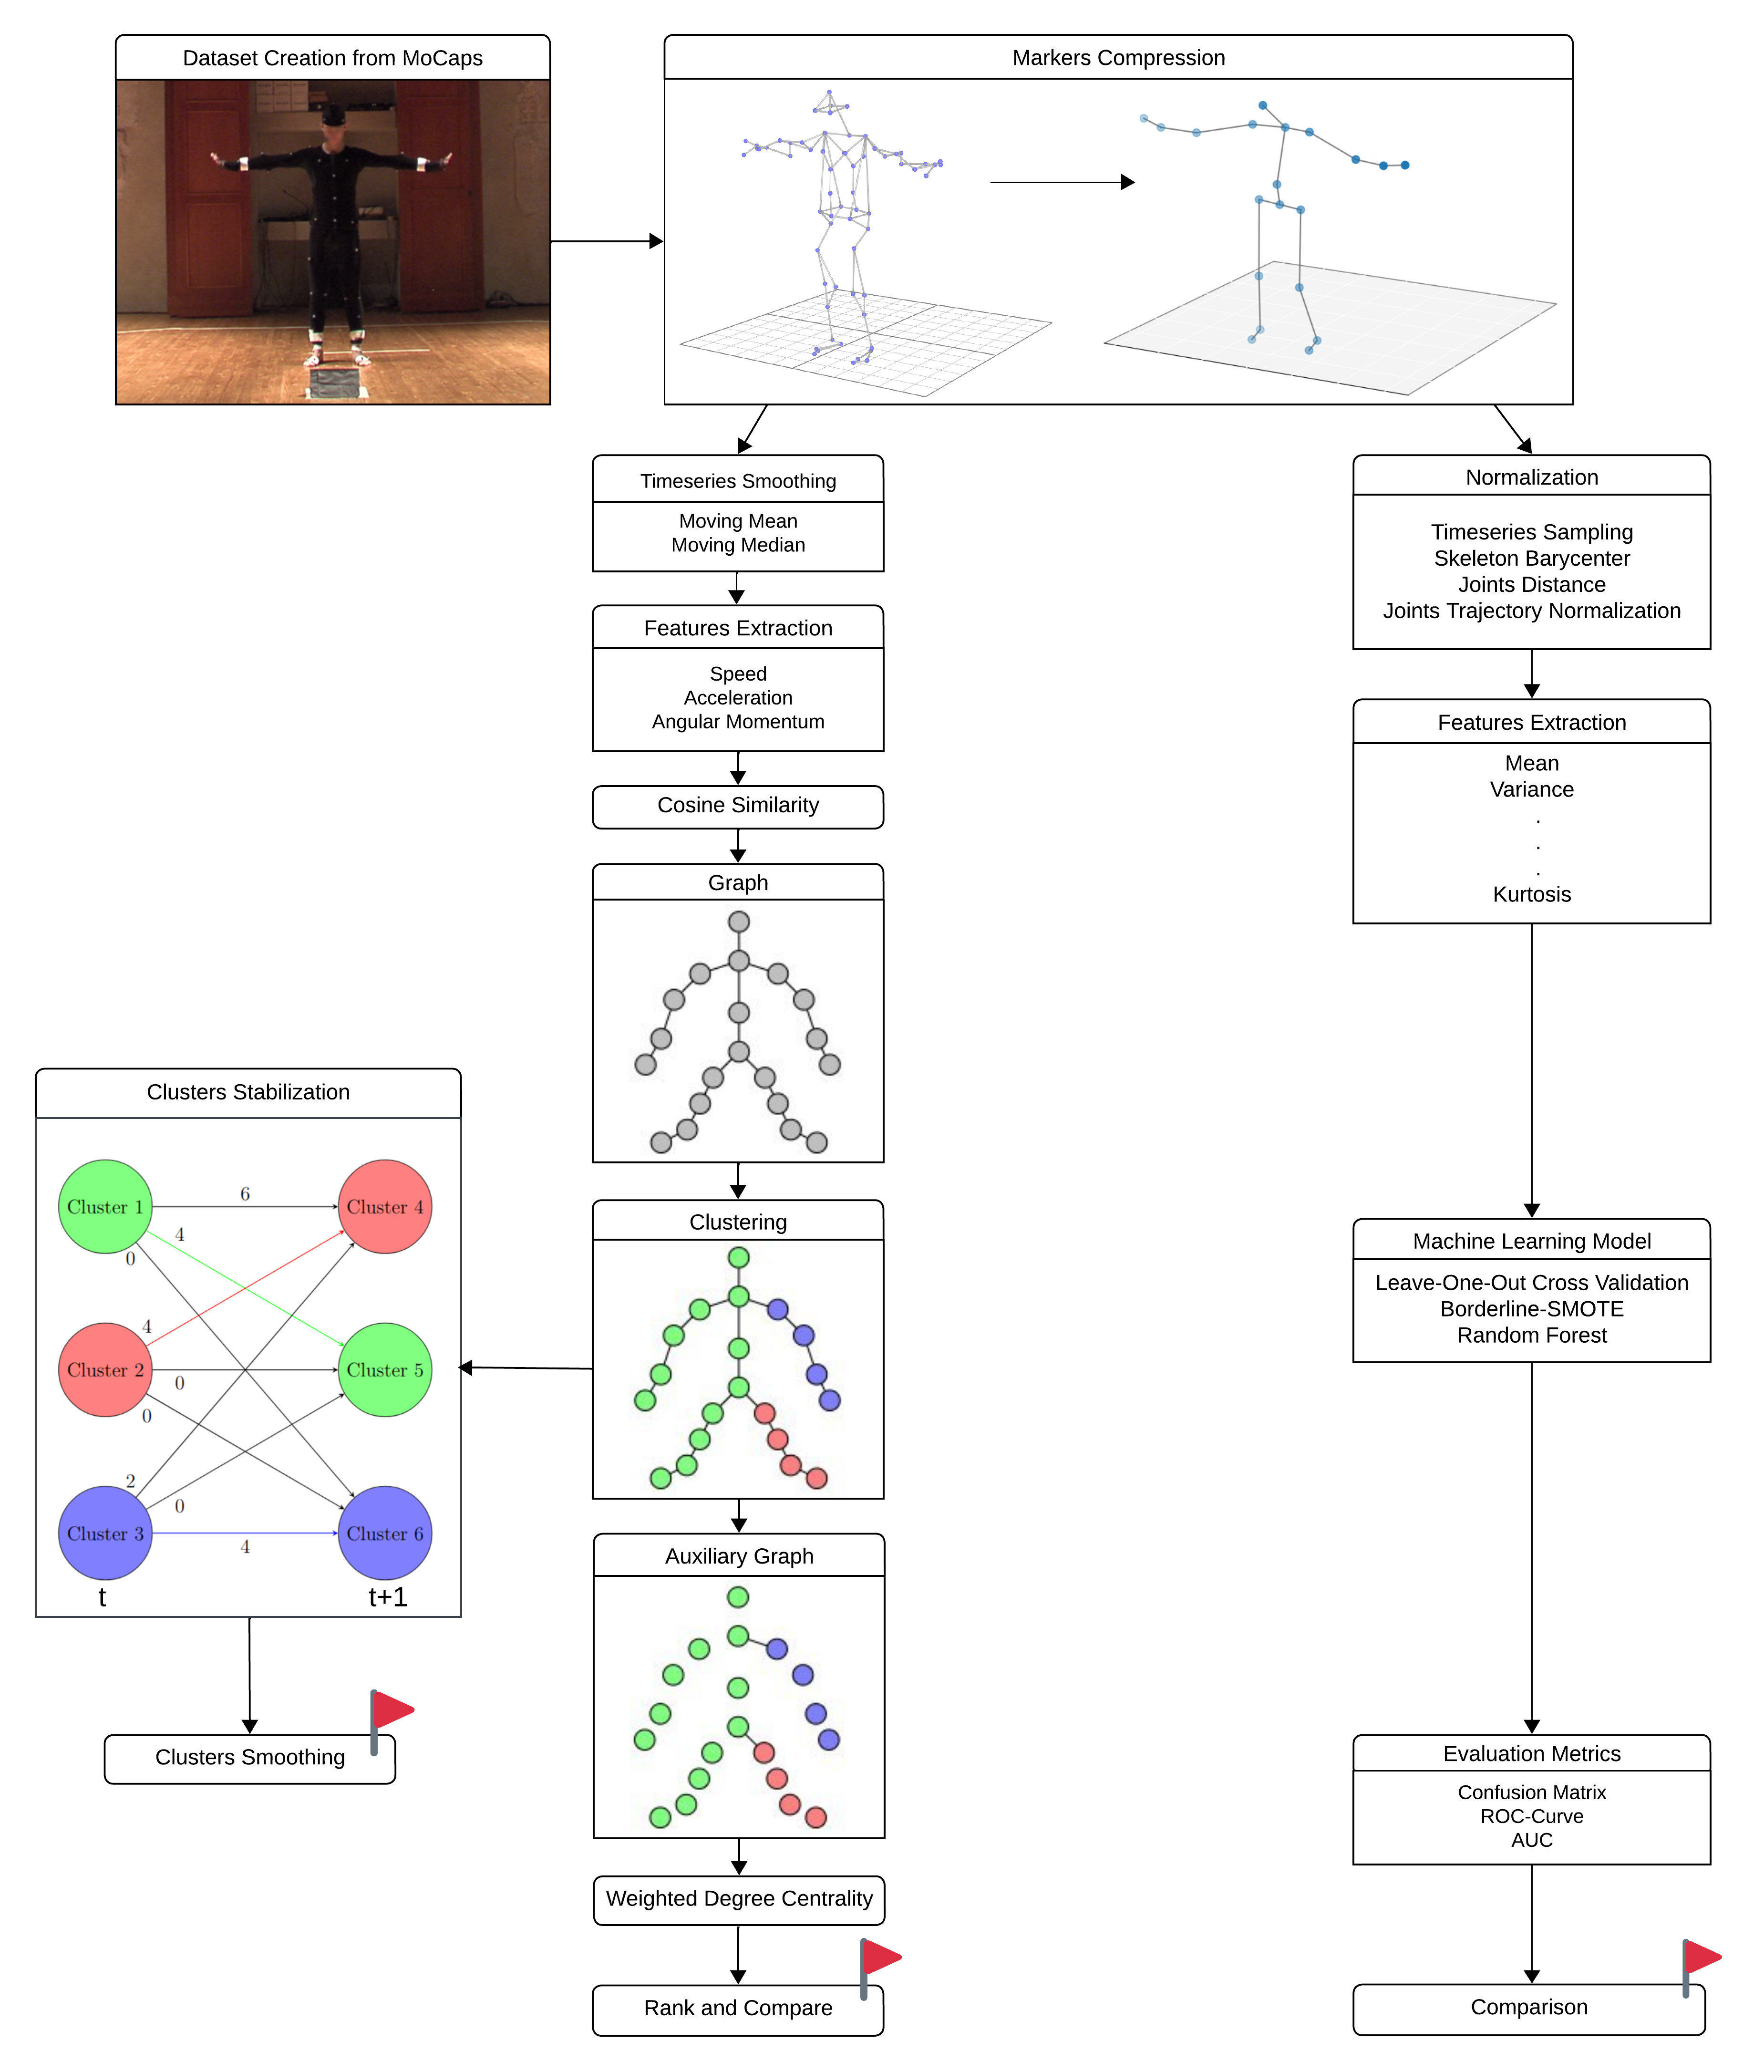 Dataset Creation from MoCaps
Markers Compression
Timeseries Smoothing
Moving Mean
Moving Median
Features Extraction
Speed
Acceleration
Angular Momentum
Cosine Similarity
Graph
Clustering
Auxiliary Graph
Weighted Degree Centrality
Rank and Compare
Clusters Stabilization
Cluster 1
6
Cluster 4
4
0
4
Cluster 2
Cluster 5
0
0
2
0
Cluster 3
Cluster 6
4
t
t+1
Clusters Smoothing
Normalization
Timeseries Sampling
Skeleton Barycenter
Joints Distance
Joints Trajectory Normalization
Features Extraction
Mean
Variance
.
.
.
Kurtosis
Machine Learning Model
Leave-One-Out Cross Validation
Borderline-SMOTE
Random Forest
Evaluation Metrics
Confusion Matrix
ROC-Curve
AUC
Comparison